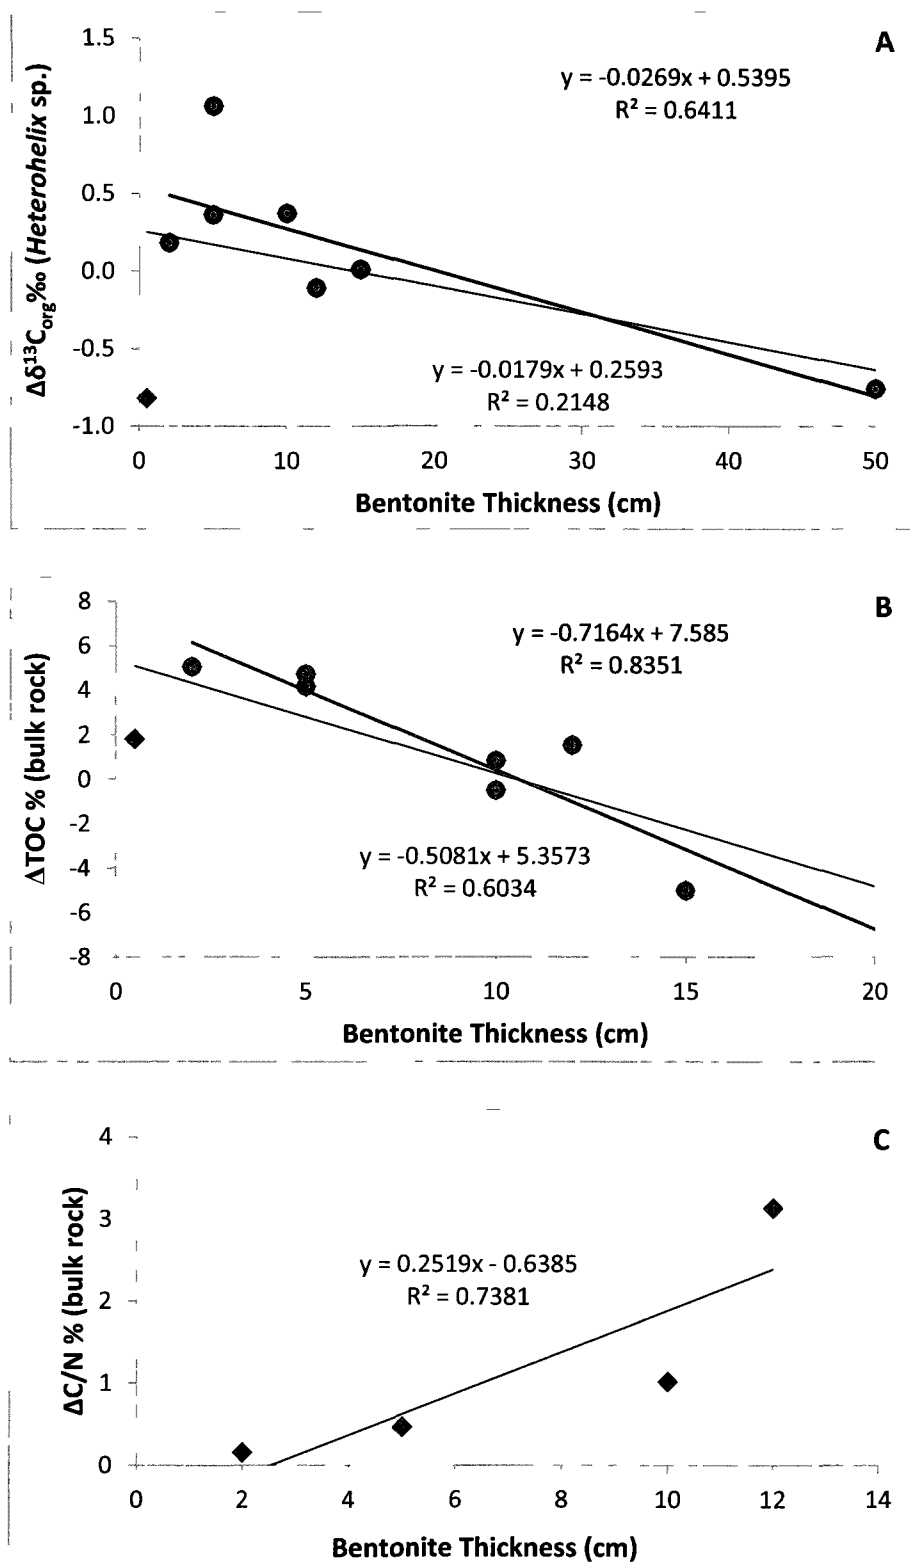 A
1.5
1.0
0.5
0.0
-0.5
-1.0
Δδ¹³C_org‰ (Heterohelix sp.)
y = -0.0269x + 0.5395
R² = 0.6411
y = -0.0179x + 0.2593
R² = 0.2148
0 10 20 30 40 50
Bentonite Thickness (cm)
B
8
6
4
2
0
-2
-4
-6
-8
ΔTOC % (bulk rock)
y = -0.7164x + 7.585
R² = 0.8351
y = -0.5081x + 5.3573
R² = 0.6034
0 5 10 15 20
Bentonite Thickness (cm)
C
4
3
2
1
0
ΔC/N % (bulk rock)
y = 0.2519x - 0.6385
R² = 0.7381
0 2 4 6 8 10 12 14
Bentonite Thickness (cm)